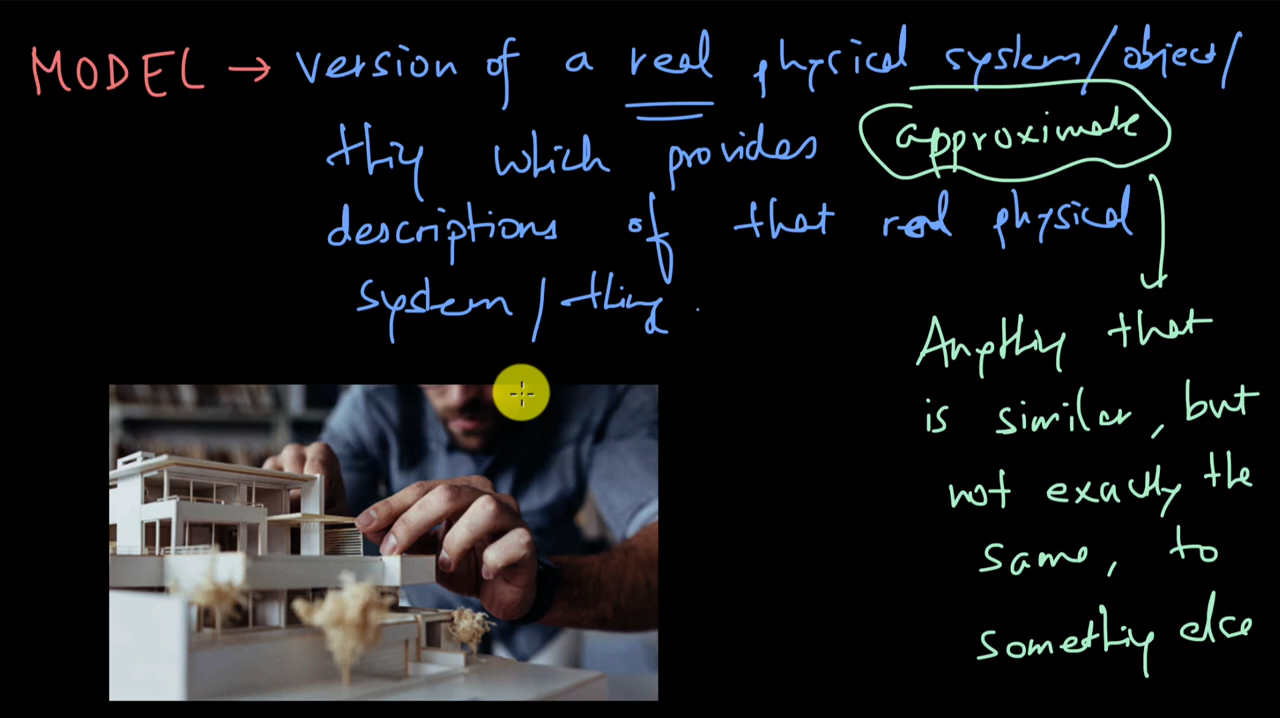 MODEL → version of a real physical system/object/
thing which provides approximate
descriptions of that real physical
system/thing.
Anything that
is similar, but
not exactly the
same, to
something else